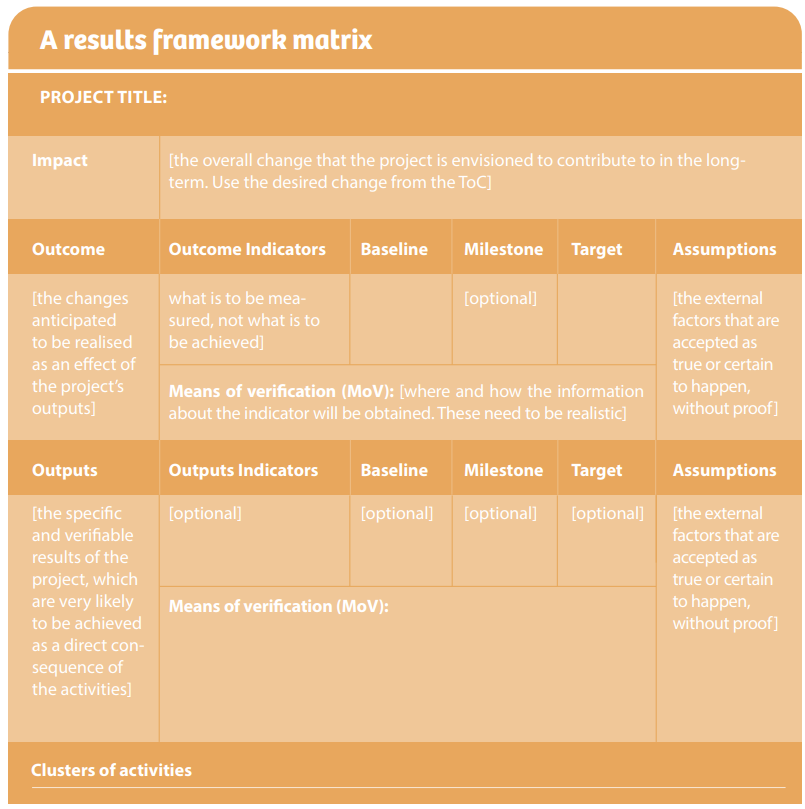 A results framework matrix
PROJECT TITLE:
Impact
[the overall change that the project is envisioned to contribute to in the long-
term. Use the desired change from the ToC]
Outcome
Outcome Indicators
Baseline
Milestone
Target
Assumptions
[the changes
anticipated
to be realised
as an effect of
the project's
outputs]
what is to be mea-
sured, not what is to
be achieved]
[optional]
Means of verification (MoV): [where and how the information
about the indicator will be obtained. These need to be realistic]
[the external
factors that are
accepted as
true or certain
to happen,
without proof]
Outputs
Outputs Indicators
Baseline
Milestone
Target
Assumptions
[the specific
and verifiable
results of the
project, which
are very likely
to be achieved
as a direct con-
sequence of
the activities]
[optional]
[optional]
[optional]
[optional]
Means of verification (MoV):
[the external
factors that are
accepted as
true or certain
to happen,
without proof]
Clusters of activities